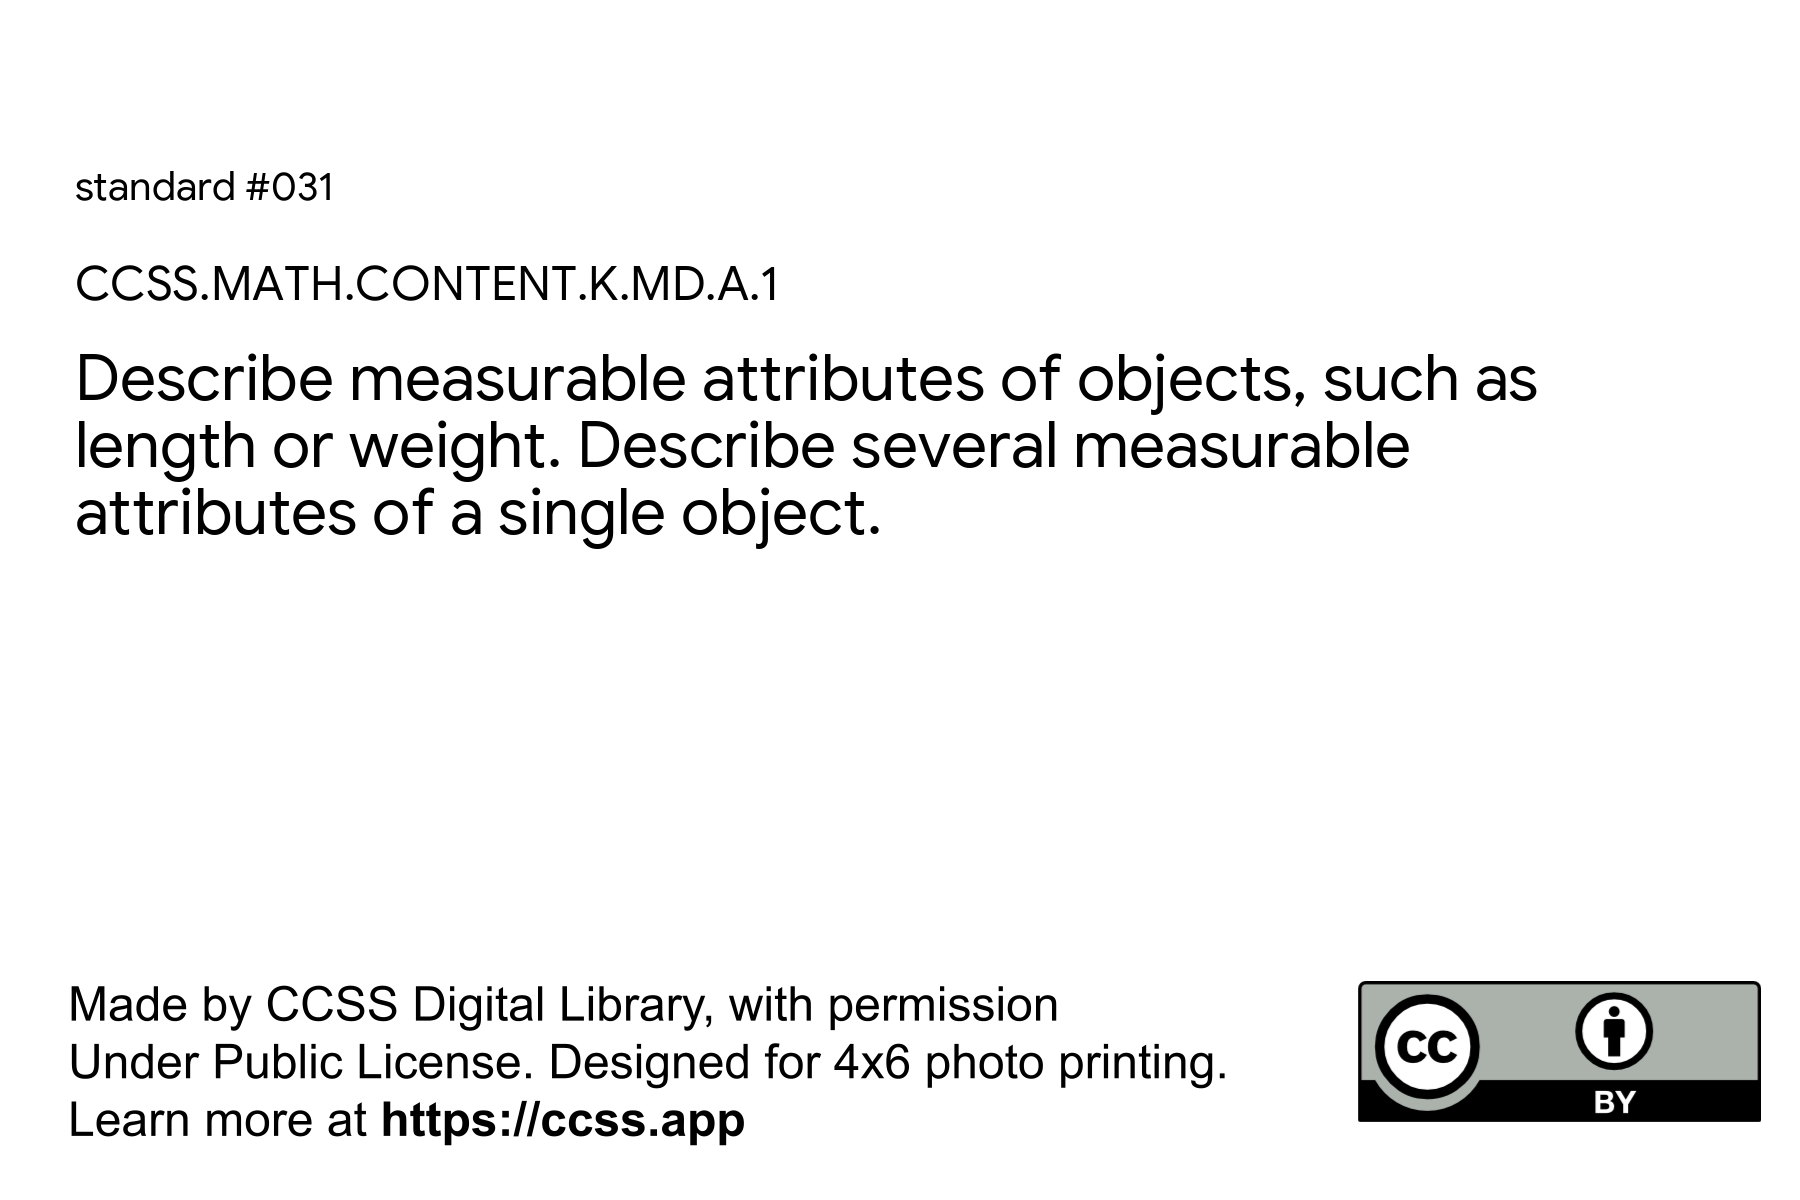 standard #031
CCSS.MATH.CONTENT.K.MD.A.1
Describe measurable attributes of objects, such as
length or weight. Describe several measurable
attributes of a single object.
Made by CCSS Digital Library, with permission
Under Public License. Designed for 4x6 photo printing.
Learn more at https://ccss.app
CC
BY